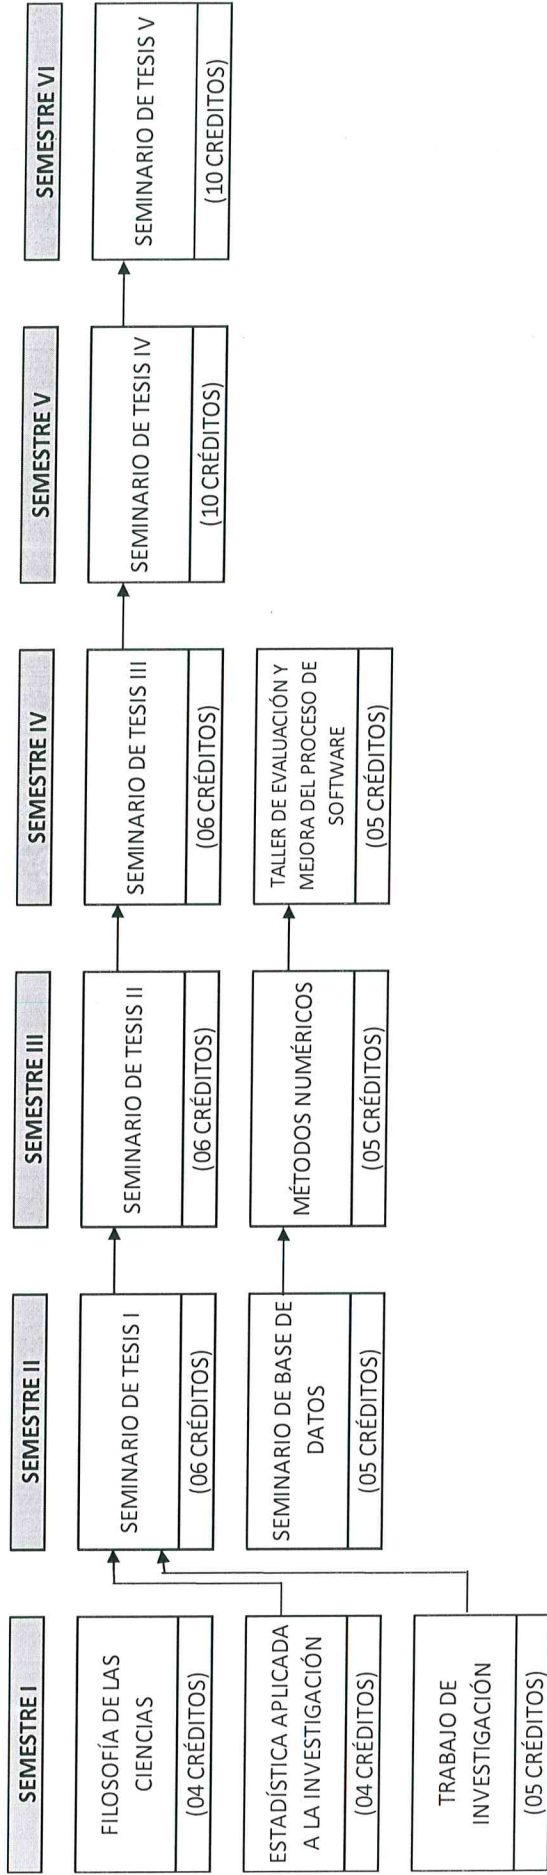 SEMESTRE I
FILOSOFÍA DE LAS
CIENCIAS
(04 CRÉDITOS)
ESTADÍSTICA APLICADA
A LA INVESTIGACIÓN
(04 CRÉDITOS)
TRABAJO DE
INVESTIGACIÓN
(05 CRÉDITOS)
SEMESTRE II
SEMINARIO DE TESIS I
(06 CRÉDITOS)
SEMINARIO DE BASE DE
DATOS
(05 CRÉDITOS)
SEMESTRE III
SEMINARIO DE TESIS II
(06 CRÉDITOS)
MÉTODOS NUMÉRICOS
(05 CRÉDITOS)
SEMESTRE IV
SEMINARIO DE TESIS III
(06 CRÉDITOS)
TALLER DE EVALUACIÓN Y
MEJORA DEL PROCESO DE
SOFTWARE
(05 CRÉDITOS)
SEMESTRE V
SEMINARIO DE TESIS IV
(10 CRÉDITOS)
SEMESTRE VI
SEMINARIO DE TESIS V
(10 CREDITOS)